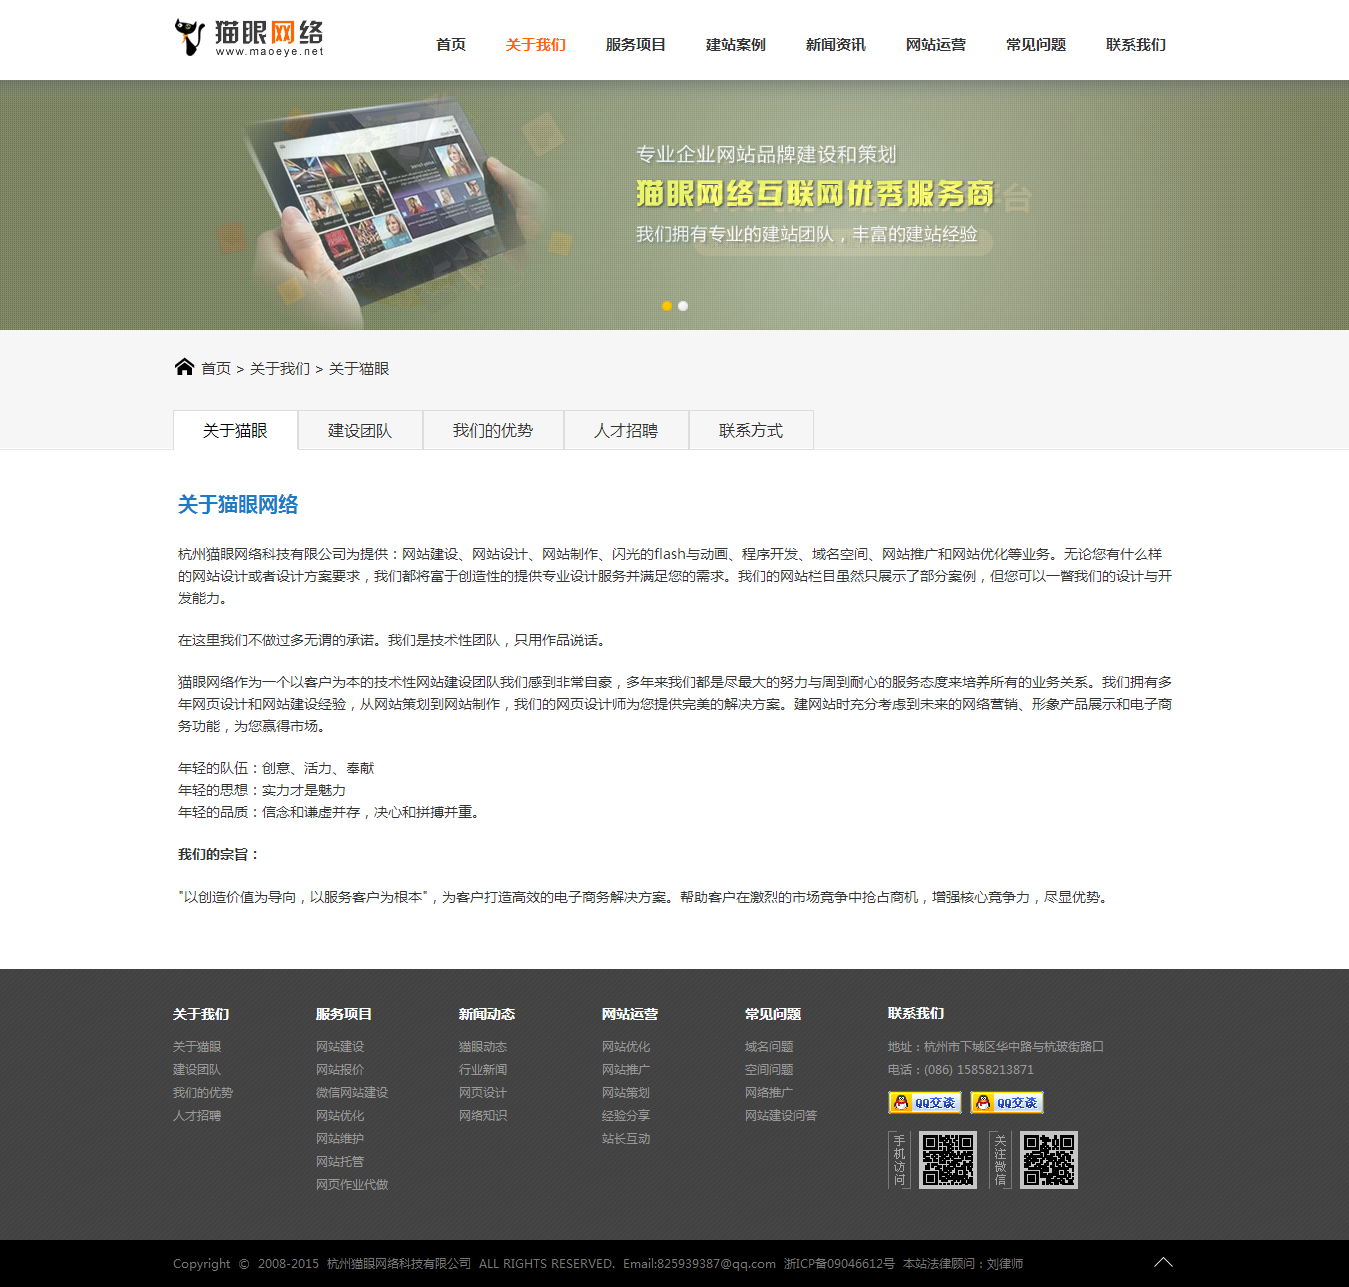 猫眼网络
www.maoeye.net
首页 关于我们 服务项目 建站案例 新闻资讯 网站运营 常见问题 联系我们
专业企业网站品牌建设和策划
猫眼网络互联网优秀服务商
我们拥有专业的建站团队，丰富的建站经验
首页 > 关于我们 > 关于猫眼
关于猫眼 建设团队 我们的优势 人才招聘 联系方式
关于猫眼网络
杭州猫眼网络科技有限公司为提供：网站建设、网站设计、网站制作、闪光的flash与动画、程序开发、域名空间、网站推广和网站优化等业务。无论您有什么样
的网站设计或者设计方案要求，我们都将富于创造性的提供专业设计服务并满足您的需求。我们的网站栏目虽然只展示了部分案例，但您可以一瞥我们的设计与开
发能力。
在这里我们不做过多无谓的承诺。我们是技术性团队，只用作品说话。
猫眼网络作为一个以客户为本的技术性网站建设团队我们感到非常自豪，多年来我们都是尽最大的努力与周到耐心的服务态度来培养所有的业务关系。我们拥有多
年网页设计和网站建设经验，从网站策划到网站制作，我们的网页设计师为您提供完美的解决方案。建网站时充分考虑到未来的网络营销、形象产品展示和电子商
务功能，为您赢得市场。
年轻的队伍：创意、活力、奉献
年轻的思想：实力才是魅力
年轻的品质：信念和谦虚并存，决心和拼搏并重。
我们的宗旨：
"以创造价值为导向，以服务客户为根本"，为客户打造高效的电子商务解决方案。帮助客户在激烈的市场竞争中抢占商机，增强核心竞争力，尽显优势。
关于我们 服务项目 新闻动态 网站运营 常见问题 联系我们
关于猫眼 网站建设 猫眼动态 网站优化 域名问题 地址：杭州市下城区华中路与杭玻街路口
建设团队 网站报价 行业新闻 网站推广 空间问题 电话：(086) 15858213871
我们的优势 微信网站建设 网页设计 网站策划 网络推广 QQ交谈 QQ交谈
人才招聘 网站优化 网络知识 经验分享 网站建设问答
网站维护 站长互动
网站托管 手机访问 关注微信
网页作业代做
Copyright © 2008-2015 杭州猫眼网络科技有限公司 ALL RIGHTS RESERVED. Email:825939387@qq.com 浙ICP备09046612号 本站法律顾问：刘律师